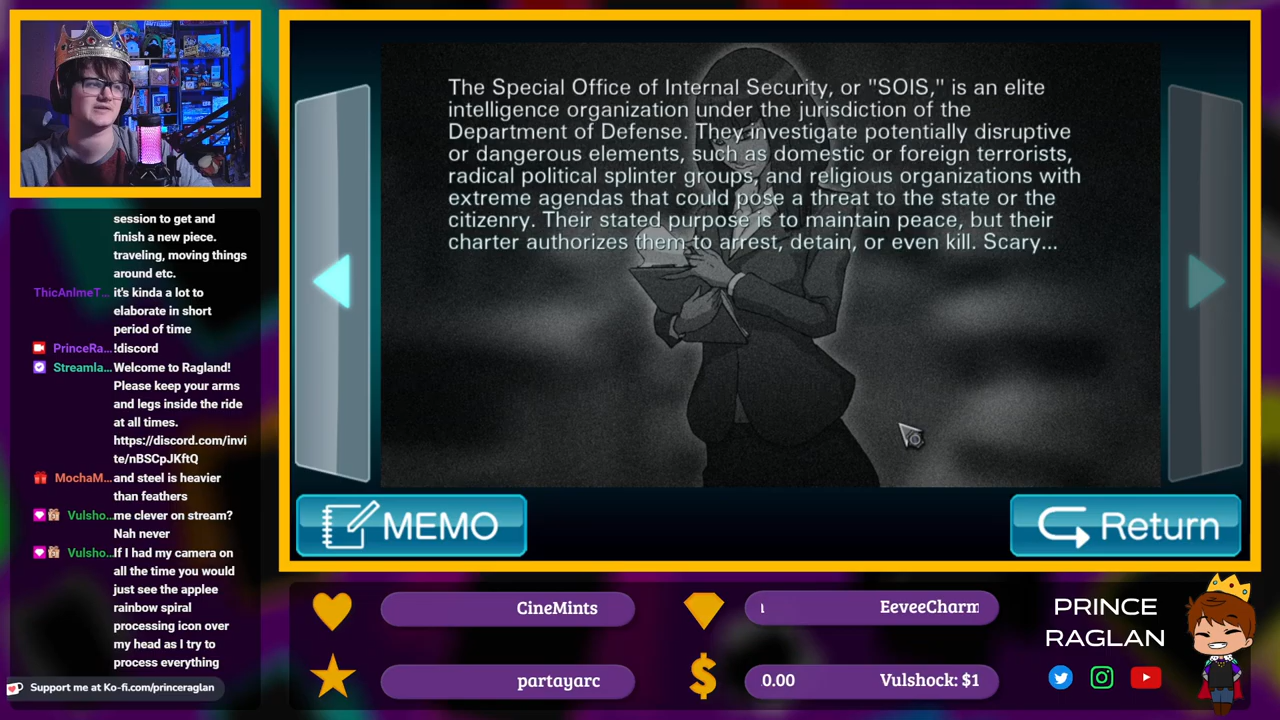 session to get and
finish a new piece.
traveling, moving things
around etc.
ThicAnImeT... it's kinda a lot to
elaborate in short
period of time
PrinceRa... !discord
Streamla... Welcome to Ragland!
Please keep your arms
and legs inside the ride
at all times.
https://discord.com/invi
te/nBSCpJKftQ
MochaM... and steel is heavier
than feathers
Vulsho... me clever on stream?
Nah never
Vulsho... If I had my camera on
all the time you would
just see the applee
rainbow spiral
processing icon over
my head as I try to
process everything
Support me at Ko-fi.com/princeraglan
The Special Office of Internal Security, or "SOIS," is an elite
intelligence organization under the jurisdiction of the
Department of Defense. They investigate potentially disruptive
or dangerous elements, such as domestic or foreign terrorists,
radical political splinter groups, and religious organizations with
extreme agendas that could pose a threat to the state or the
citizenry. Their stated purpose is to maintain peace, but their
charter authorizes them to arrest, detain, or even kill. Scary...
MEMO
Return
CineMints
EeveeCharm
partayarc
$ 0.00 Vulshock: $1
PRINCE
RAGLAN